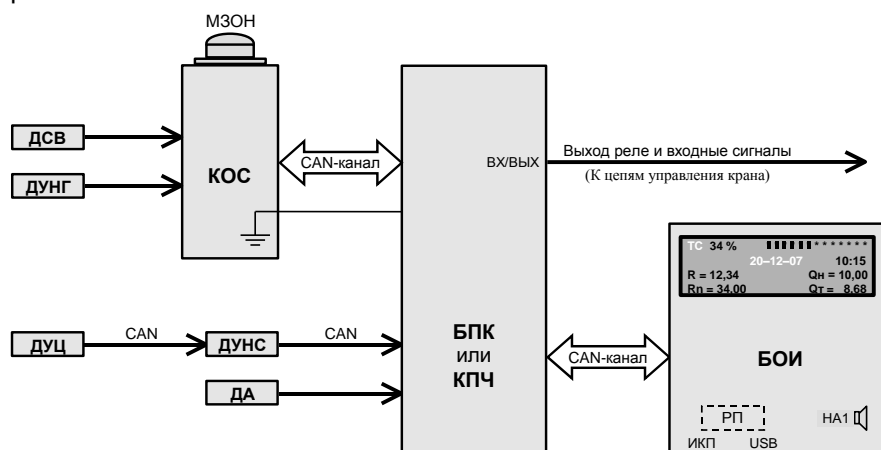 МЗОН
ДСВ
ДУНГ
КОС
CAN-канал
ВХ/ВЫХ
Выход реле и входные сигналы
(К цепям управления крана)
ТС 34 %
20–12–07 10:15
R = 12,34 Qн = 10,00
Rп = 34.00 Qт = 8.68
ДУЦ
CAN
ДУНС
CAN
ДА
БПК
или
КПЧ
CAN-канал
БОИ
РП
НА1
ИКП USB